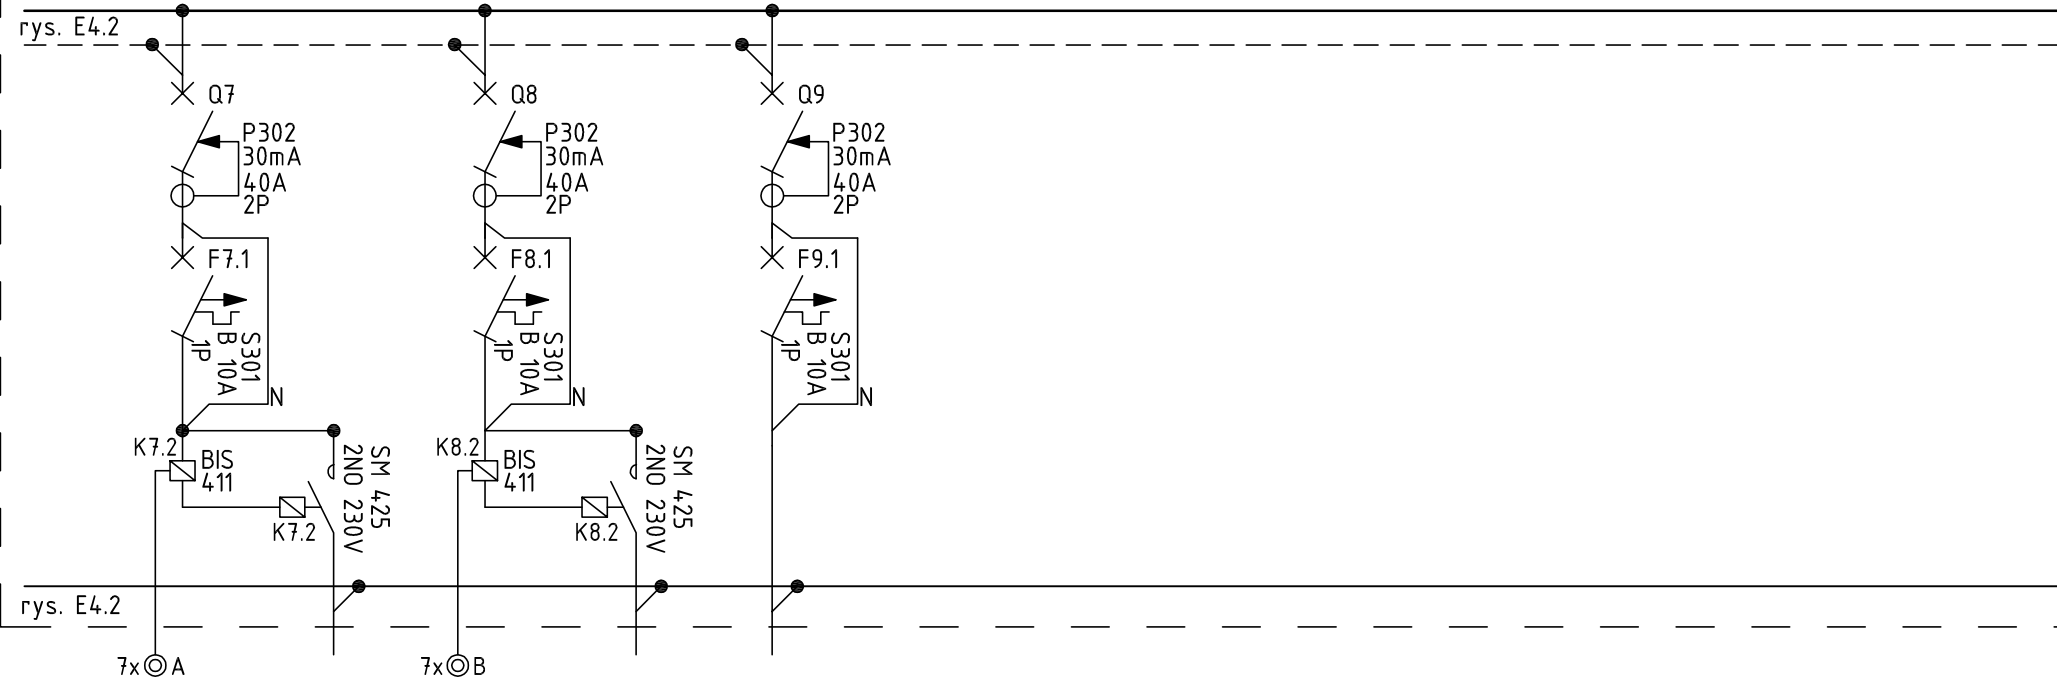 rys. E4.2
Q7
P302
30mA
40A
2P
F7.1
S301
B 10A
1P
N
K7.2
BIS
411
K7.2
SM 425
2NO 230V
7x
A
Q8
P302
30mA
40A
2P
F8.1
S301
B 10A
1P
N
K8.2
BIS
411
K8.2
SM 425
2NO 230V
7x
B
Q9
P302
30mA
40A
2P
F9.1
S301
B 10A
1P
N
rys. E4.2